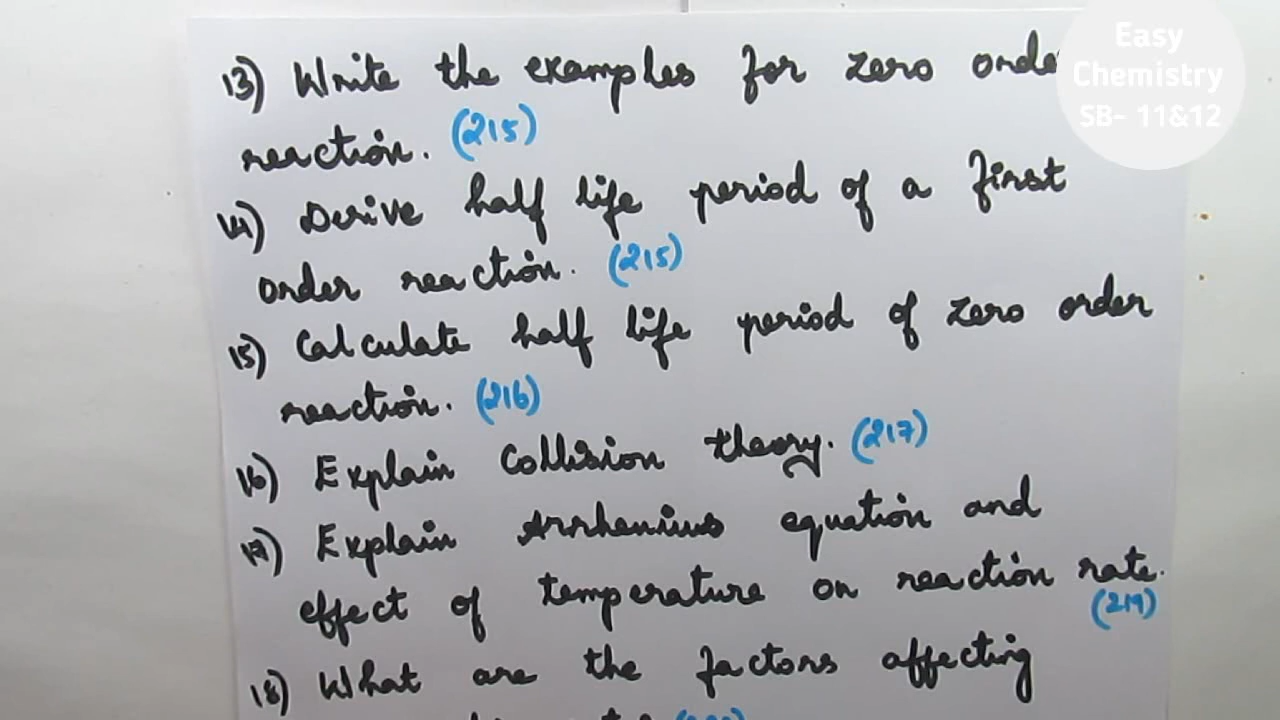 Easy
Chemistry
SB- 11&12
13) Write the examples for zero orde
reaction. (215)
14) Derive half life period of a first
order reaction. (215)
15) Calculate half life period of zero order
reaction. (216)
16) Explain Collision theory. (217)
17) Explain Arrhenius equation and
effect of temperature on reaction rate.
(219)
18) What are the factors affecting